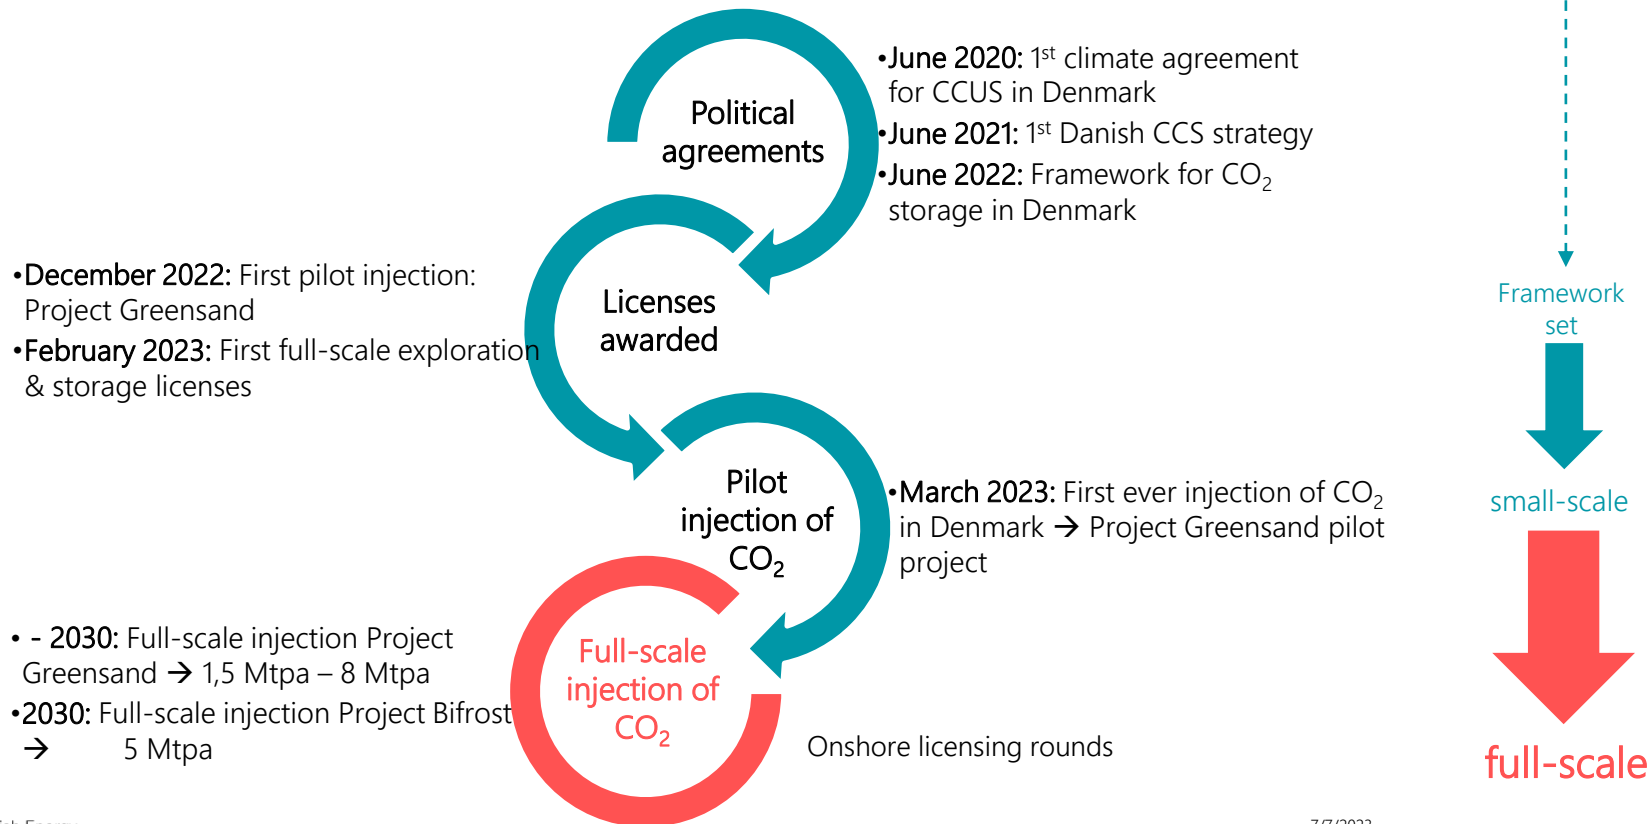 Political
agreements
•June 2020: 1st climate agreement
for CCUS in Denmark
•June 2021: 1st Danish CCS strategy
•June 2022: Framework for CO2
storage in Denmark
•December 2022: First pilot injection:
Project Greensand
•February 2023: First full-scale exploration
& storage licenses
Licenses
awarded
Pilot
injection of
CO2
•March 2023: First ever injection of CO2
in Denmark → Project Greensand pilot
project
• - 2030: Full-scale injection Project
Greensand → 1,5 Mtpa – 8 Mtpa
•2030: Full-scale injection Project Bifrost
→ 5 Mtpa
Full-scale
injection of
CO2
Onshore licensing rounds
Framework
set
small-scale
full-scale